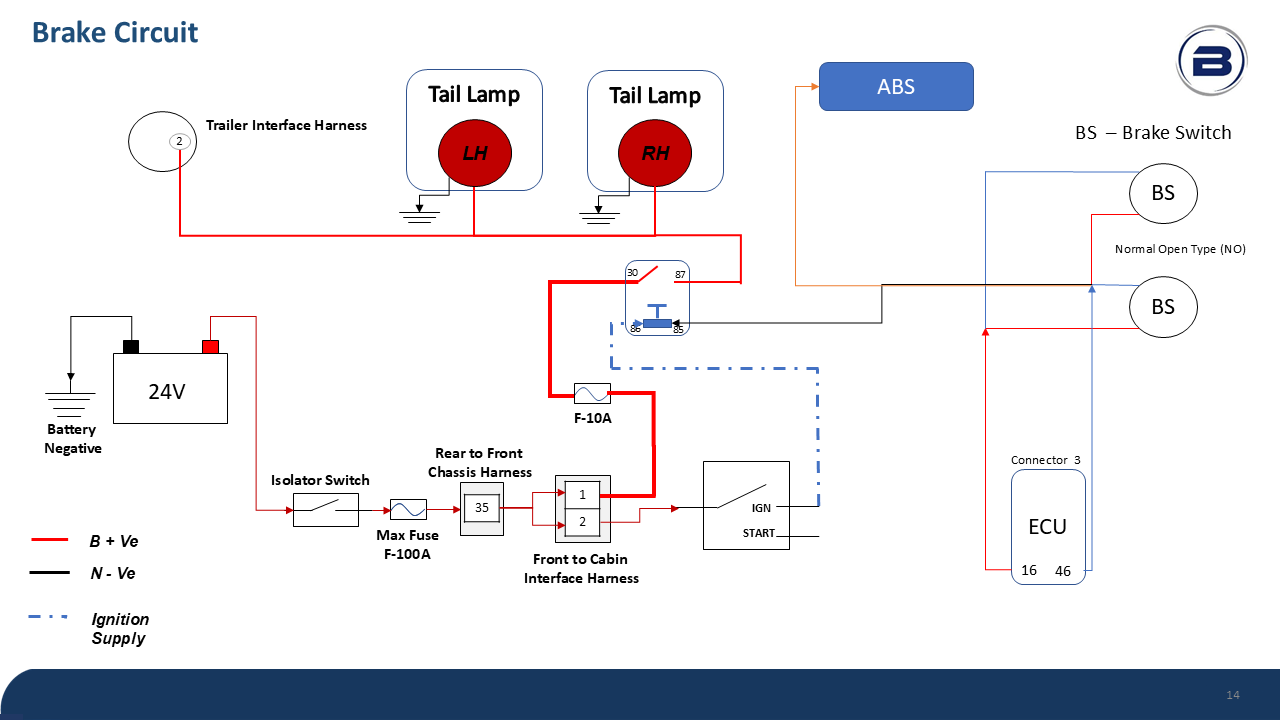 Brake Circuit
B
Tail Lamp
Tail Lamp
ABS
Trailer Interface Harness
2
LH
RH
BS – Brake Switch
BS
Normal Open Type (NO)
BS
30
87
86
85
24V
F-10A
Battery
Negative
Rear to Front
Chassis Harness
Isolator Switch
Connector 3
35
1
2
IGN
START
ECU
16
46
Max Fuse
F-100A
Front to Cabin
Interface Harness
B + Ve
N - Ve
Ignition
Supply
14